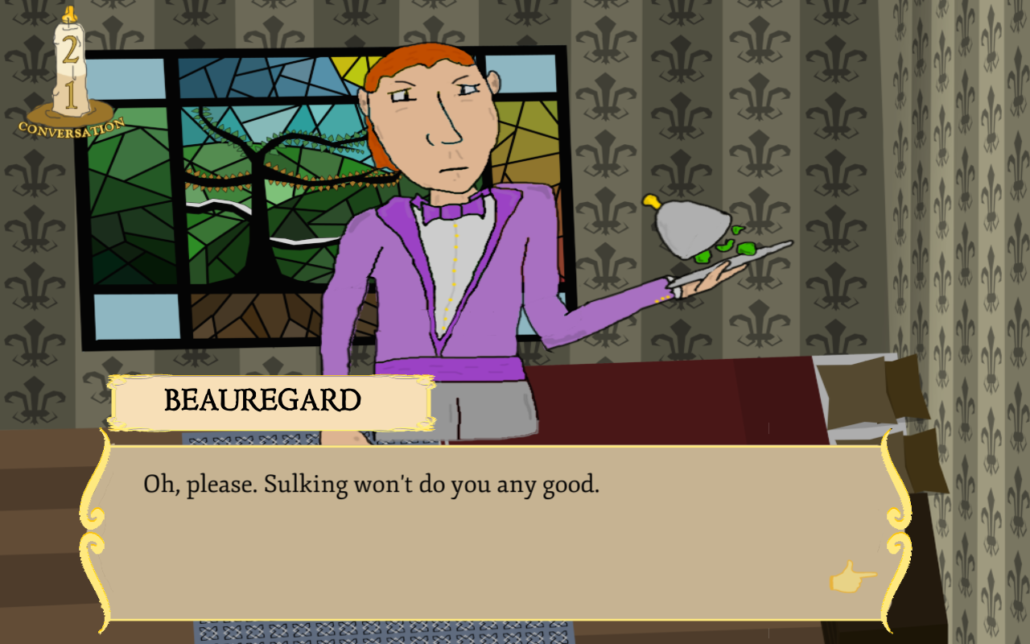 2
1
CONVERSATION
BEAUREGARD
Oh, please. Sulking won't do you any good.